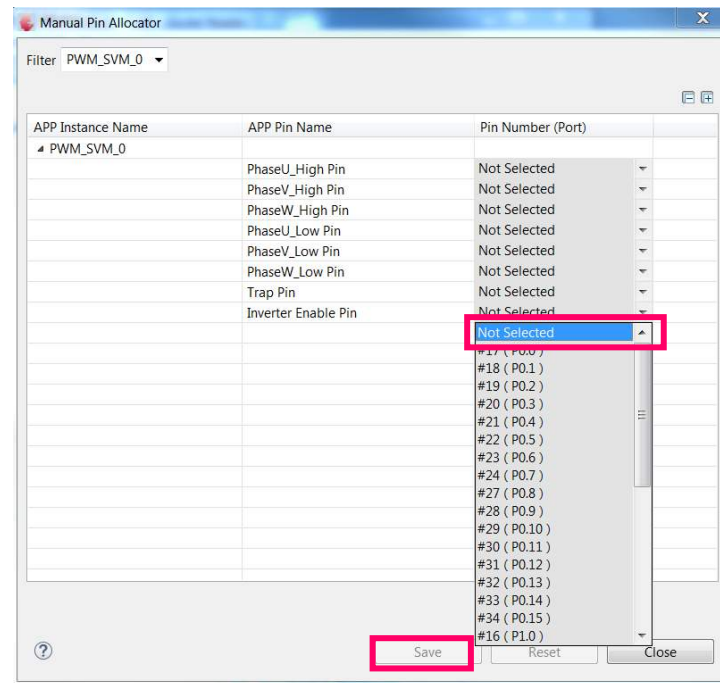 Manual Pin Allocator
X
Filter PWM_SVM_0
APP Instance Name APP Pin Name Pin Number (Port)
PWM_SVM_0
PhaseU_High Pin Not Selected
PhaseV_High Pin Not Selected
PhaseW_High Pin Not Selected
PhaseU_Low Pin Not Selected
PhaseV_Low Pin Not Selected
PhaseW_Low Pin Not Selected
Trap Pin Not Selected
Inverter Enable Pin Not Selected
Not Selected
#17 ( P0.0 )
#18 ( P0.1 )
#19 ( P0.2 )
#20 ( P0.3 )
#21 ( P0.4 )
#22 ( P0.5 )
#23 ( P0.6 )
#24 ( P0.7 )
#27 ( P0.8 )
#28 ( P0.9 )
#29 ( P0.10 )
#30 ( P0.11 )
#31 ( P0.12 )
#32 ( P0.13 )
#33 ( P0.14 )
#34 ( P0.15 )
#16 ( P1.0 )
? Save Reset Close